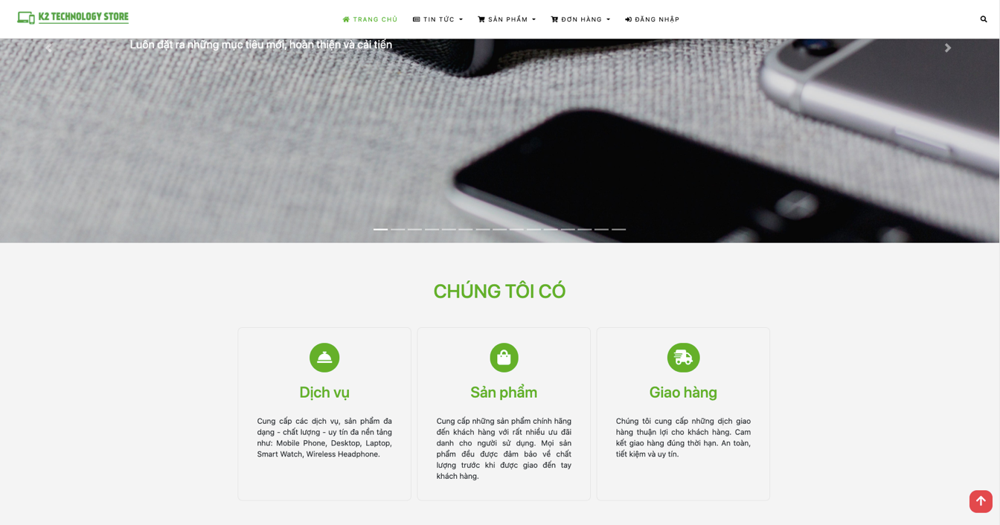 K2 TECHNOLOGY STORE
TRANG CHỦ
TIN TỨC
SẢN PHẨM
ĐƠN HÀNG
ĐĂNG NHẬP
Luôn đặt ra những mục tiêu mới, hoàn thiện và cải tiến
CHÚNG TÔI CÓ
Dịch vụ
Cung cấp các dịch vụ, sản phẩm đa
dạng - chất lượng - uy tín đa nền tảng
như: Mobile Phone, Desktop, Laptop,
Smart Watch, Wireless Headphone.
Sản phẩm
Cung cấp những sản phẩm chính hãng
đến khách hàng với rất nhiều ưu đãi
danh cho người sử dụng. Mọi sản
phẩm đều được đảm bảo về chất
lượng trước khi được giao đến tay
khách hàng.
Giao hàng
Chúng tôi cung cấp những dịch giao
hàng thuận lợi cho khách hàng. Cam
kết giao hàng đúng thời hạn. An toàn,
tiết kiệm và uy tín.